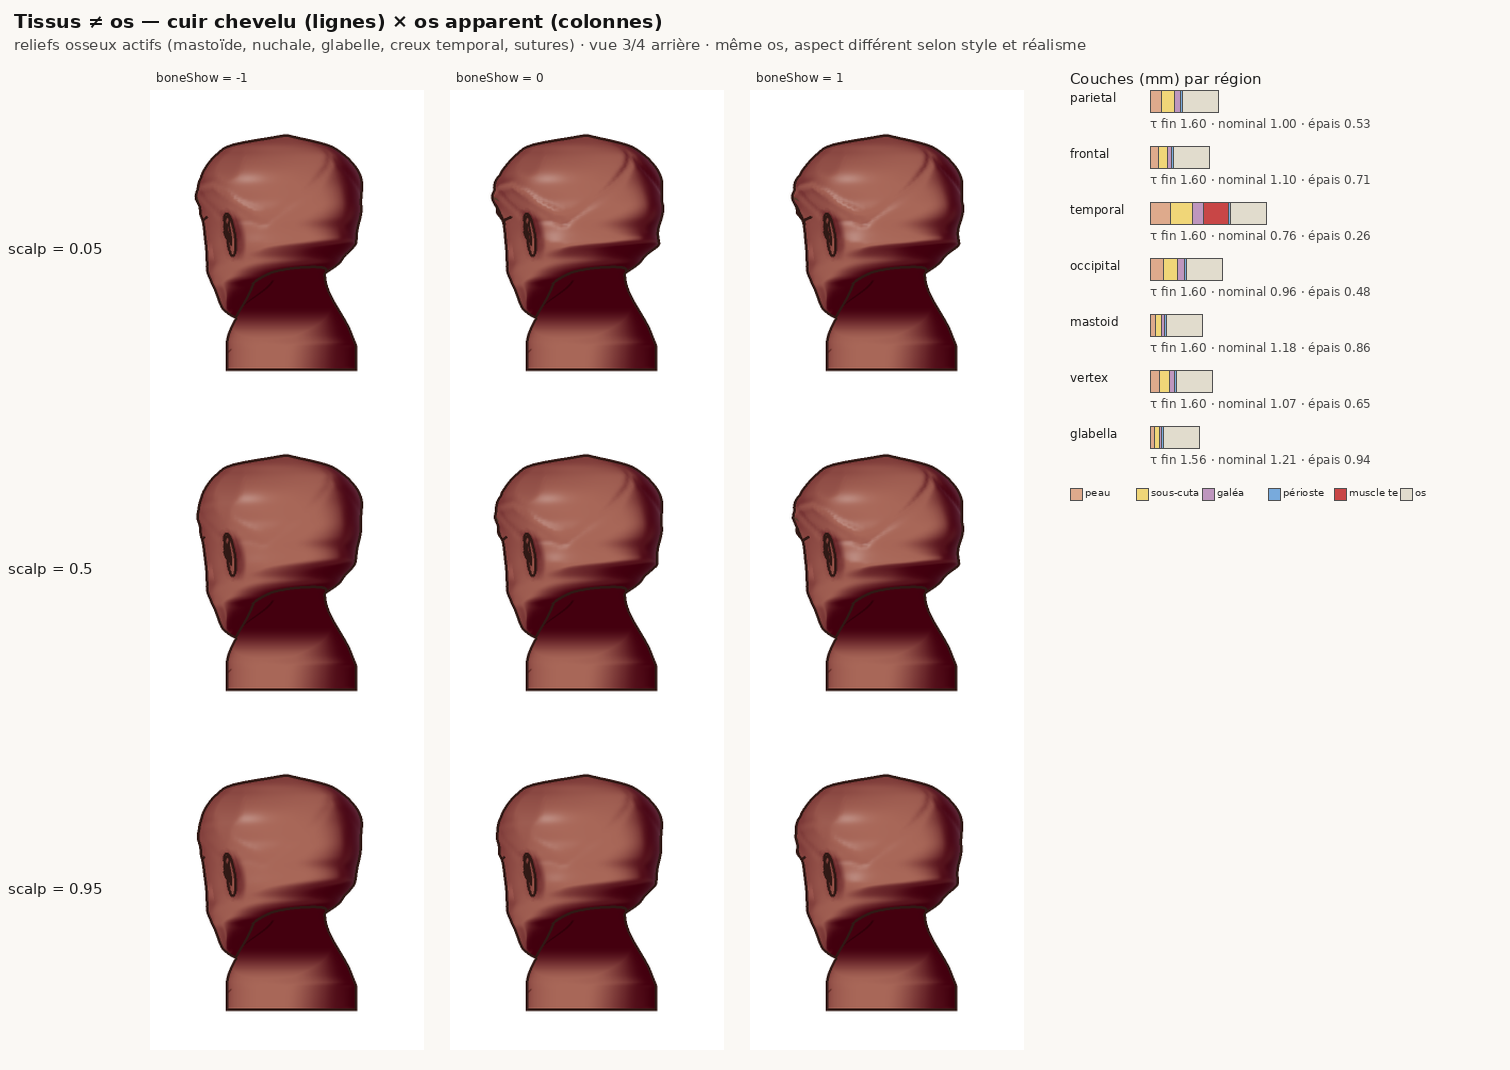 Tissus ≠ os — cuir chevelu (lignes) × os apparent (colonnes)
reliefs osseux actifs (mastoïde, nuchale, glabelle, creux temporal, sutures) · vue 3/4 arrière · même os, aspect différent selon style et réalisme
boneShow = -1
boneShow = 0
boneShow = 1
scalp = 0.05
scalp = 0.5
scalp = 0.95
Couches (mm) par région
parietal
τ fin 1.60 · nominal 1.00 · épais 0.53
frontal
τ fin 1.60 · nominal 1.10 · épais 0.71
temporal
τ fin 1.60 · nominal 0.76 · épais 0.26
occipital
τ fin 1.60 · nominal 0.96 · épais 0.48
mastoid
τ fin 1.60 · nominal 1.18 · épais 0.86
vertex
τ fin 1.60 · nominal 1.07 · épais 0.65
glabella
τ fin 1.56 · nominal 1.21 · épais 0.94
peau
sous-cuta
galéa
périoste
muscle te
os